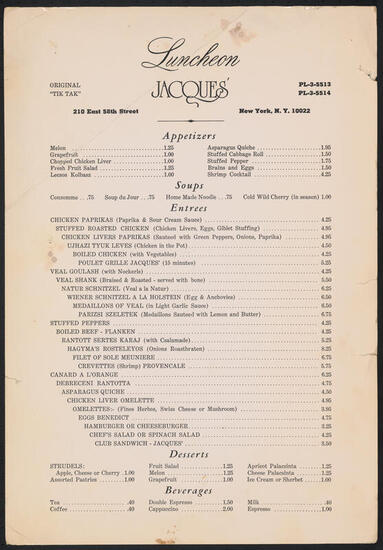 Luncheon
ORIGINAL
"TIK TAK"
JACQUES'
PL-3-5513
PL-3-5514
210 East 58th Street
New York, N. Y. 10022
Appetizers
Melon 1.25
Grapefruit 1.00
Chopped Chicken Liver 1.00
Fresh Fruit Salad 1.25
Lecsos Kolbasz 1.00
Asparagus Quiche 1.95
Stuffed Cabbage Roll 1.50
Stuffed Pepper 1.75
Brains and Eggs 1.50
Shrimp Cocktail 4.25
Soups
Consomme . . .75 Soup du Jour . . .75 Home Made Noodle . . .75 Cold Wild Cherry (in season) 1.00
Entrees
CHICKEN PAPRIKAS (Paprika & Sour Cream Sauce) 4.25
STUFFED ROASTED CHICKEN (Chicken Livers, Eggs, Giblet Stuffing) 4.95
CHICKEN LIVERS PAPRIKAS (Sauteed with Green Peppers, Onions, Paprika) 4.95
UJHAZI TYUK LEVES (Chicken in the Pot) 4.50
BOILED CHICKEN (with Vegetables) 4.25
POULET GRILLE JACQUES' (15 minutes) 5.25
VEAL GOULASH (with Nockerls) 4.25
VEAL SHANK (Braised & Roasted - served with bone) 5.50
NATUR SCHNITZEL (Veal a la Natur) 6.25
WIENER SCHNITZEL A LA HOLSTEIN (Egg & Anchovies) 6.50
MEDAILLONS OF VEAL (in Light Garlic Sauce) 6.50
PARIZSI SZELETEK (Medaillons Sauteed with Lemon and Butter) 6.75
STUFFED PEPPERS 4.25
BOILED BEEF - FLANKEN 4.25
RANTOTT SERTES KARAJ (with Coalamade) 5.25
HAGYMA'S ROSTELEYOS (Onions Roastbraten) 5.25
FILET OF SOLE MEUNIERE 5.75
CREVETTES (Shrimp) PROVENCALE 5.75
CANARD A L'ORANGE 6.25
DEBRECENI RANTOTTA 4.75
ASPARAGUS QUICHE 4.50
CHICKEN LIVER OMELETTE 4.95
OMELETTES:- (Fines Herbes, Swiss Cheese or Mushroom) 3.95
EGGS BENEDICT 4.75
HAMBURGER OR CHEESEBURGER 3.25
CHEF'S SALAD OR SPINACH SALAD 4.25
CLUB SANDWICH - JACQUES' 3.50
Desserts
STRUDELS:
Apple, Cheese or Cherry 1.00
Assorted Pastries 1.00
Fruit Salad 1.25
Melon 1.25
Grapefruit 1.00
Apricot Palacsinta 1.25
Cheese Palacsinta 1.25
Ice Cream or Sherbet 1.00
Beverages
Tea .40
Coffee .40
Double Espresso 1.50
Cappuccino 2.00
Milk .40
Espresso 1.00